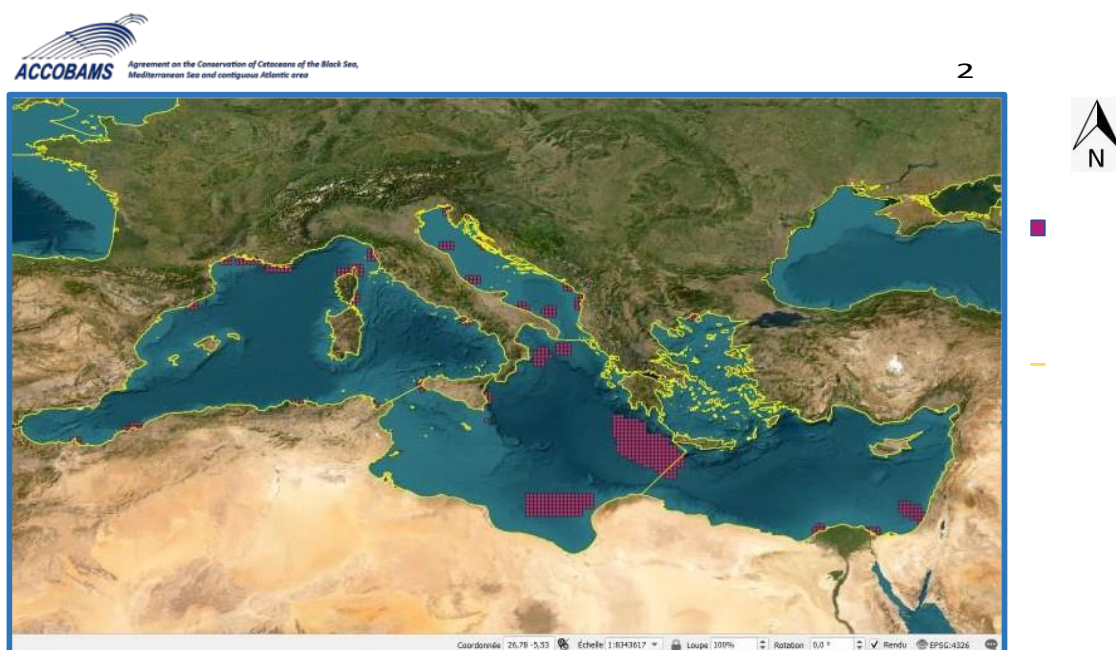 ACCOBAMS
Agreement on the Conservation of Cetaceans of the Black Sea,
Mediterranean Sea and contiguous Atlantic area
2
N
Coordonnée 26,78 -5,53 Échelle 1:8343617 Loupe 100% Rotation 0,0 ° Rendu EPSG:4326